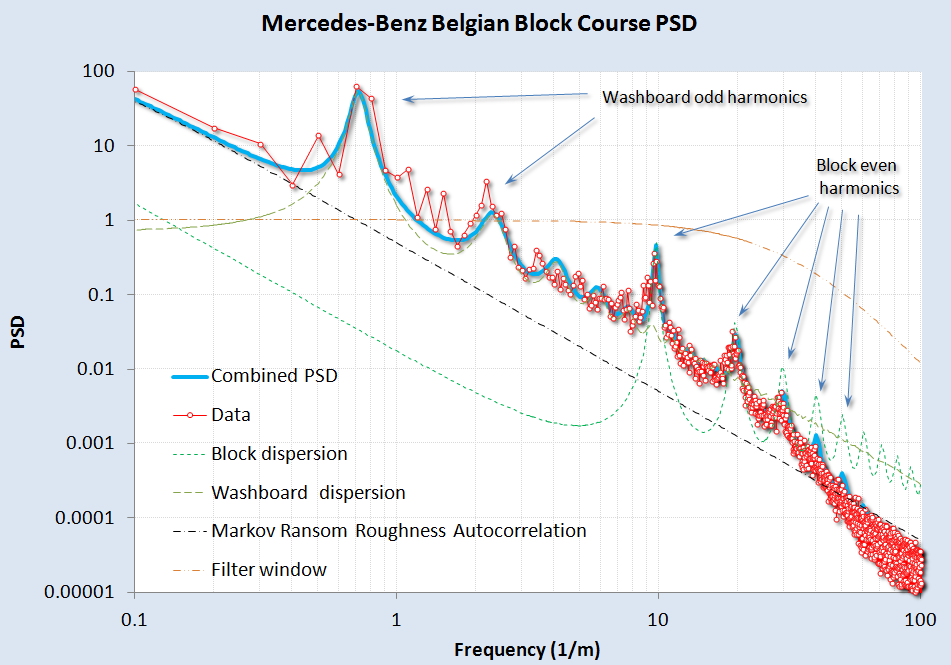 Mercedes-Benz Belgian Block Course PSD
100
10
1
0.1
0.01
0.001
0.0001
0.00001
PSD
Washboard odd harmonics
Block even
harmonics
Combined PSD
Data
Block dispersion
Washboard dispersion
Markov Ransom Roughness Autocorrelation
Filter window
0.1
1
10
100
Frequency (1/m)